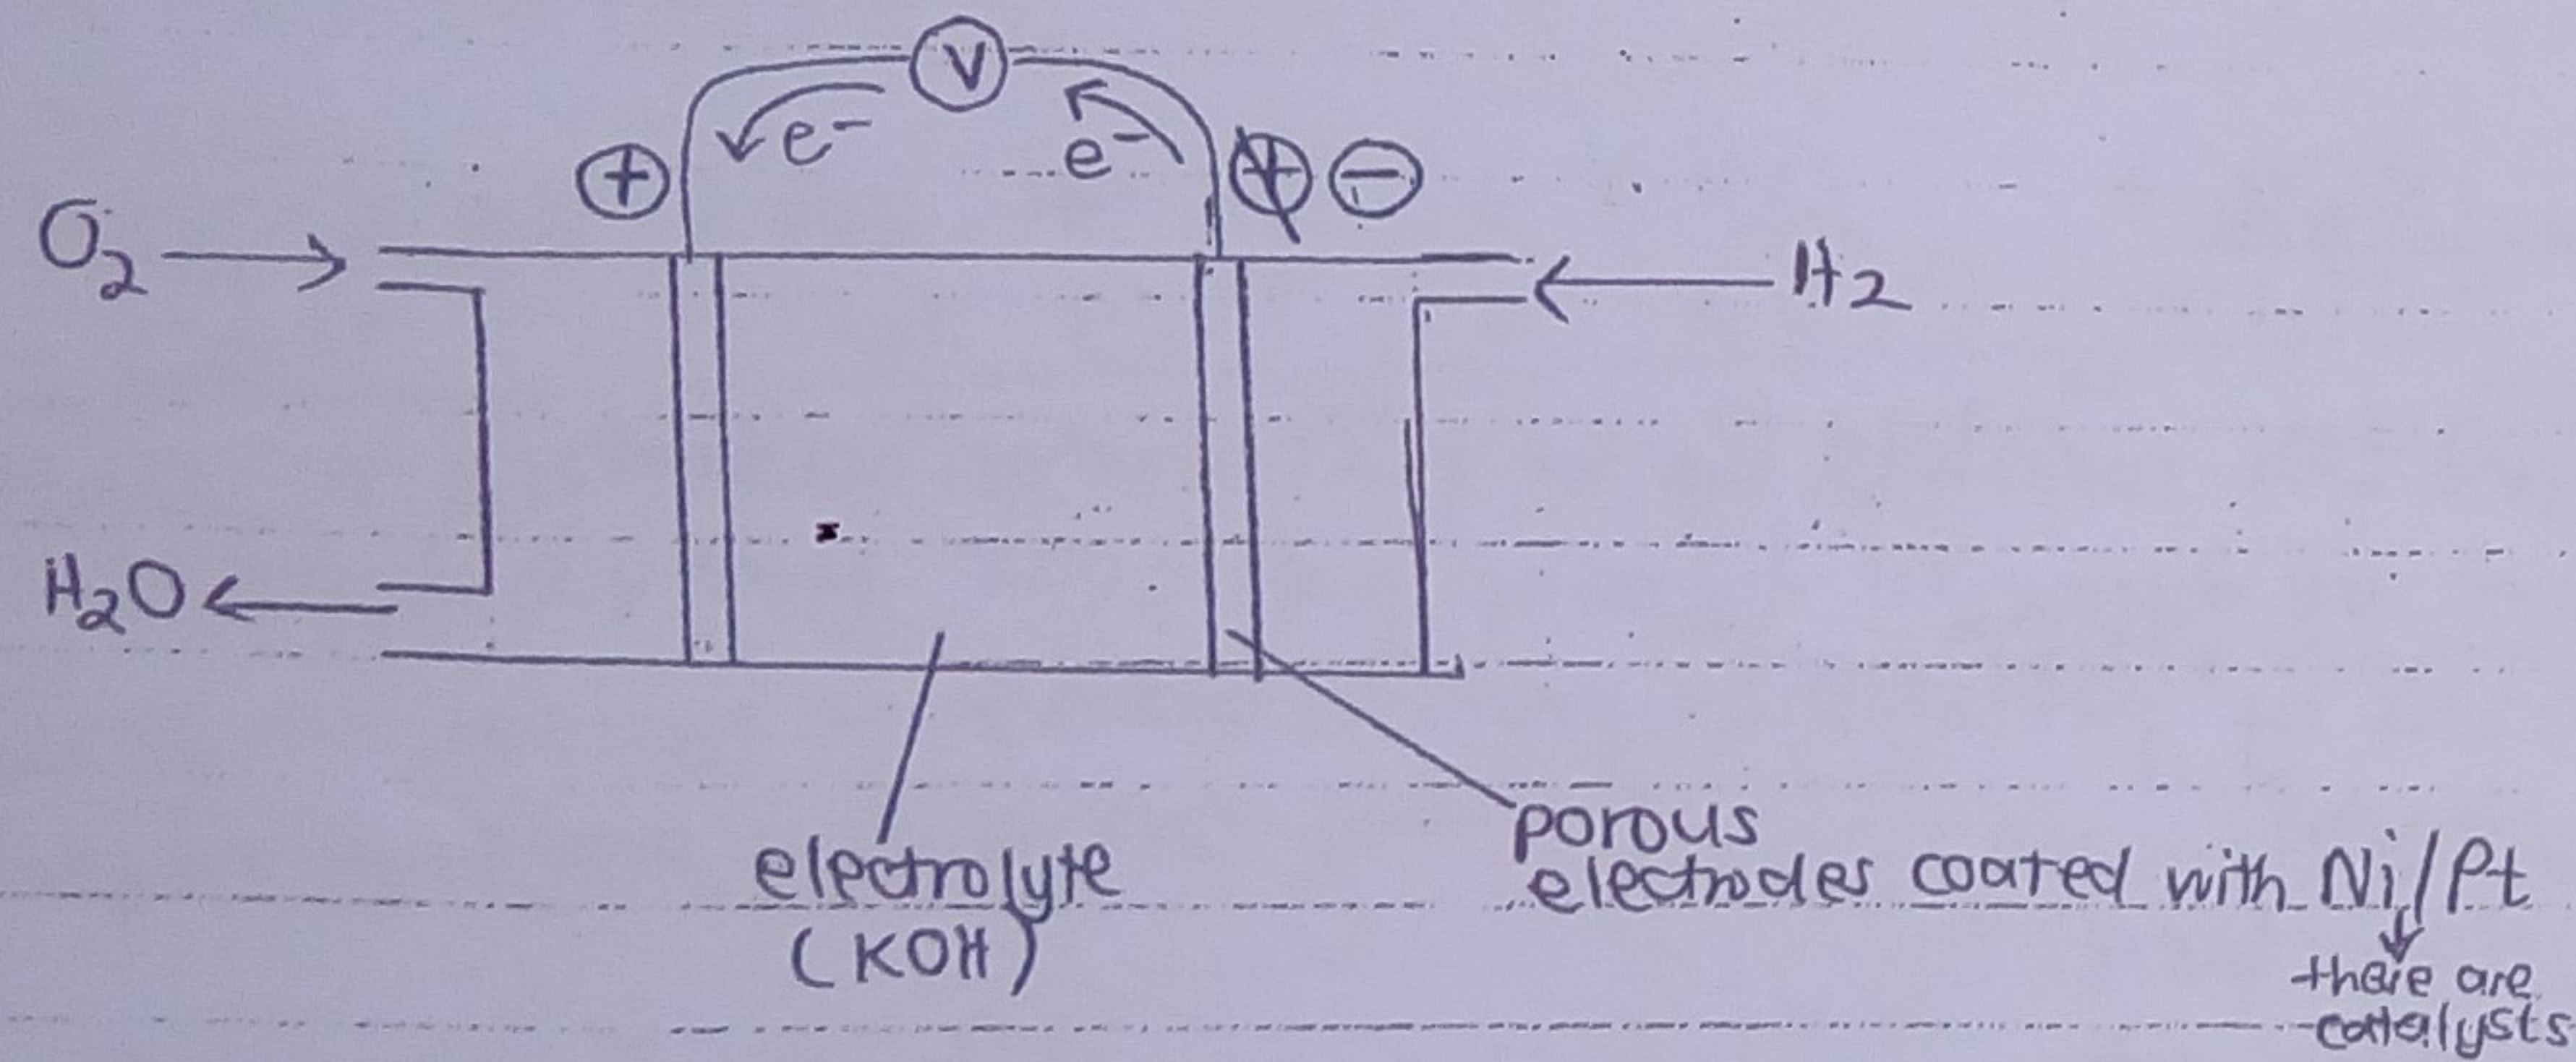 V
e⁻
e⁻
+
+ −
O₂
H₂
H₂O
electrolyte
(KOH)
porous
electrodes coated with Ni/Pt
there are
catalysts